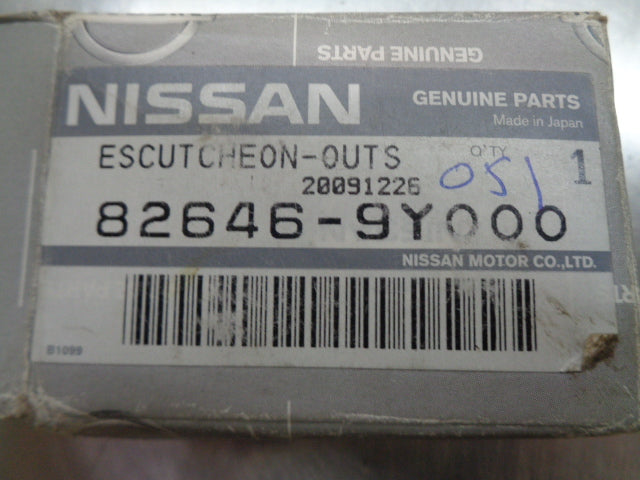 GENUINE PARTS
NISSAN
GENUINE PARTS
Made in Japan
ESCUTCHEON-OUTS
Q'TY
1
20091226
051
82646-9Y000
NISSAN MOTOR CO.,LTD.
B1099